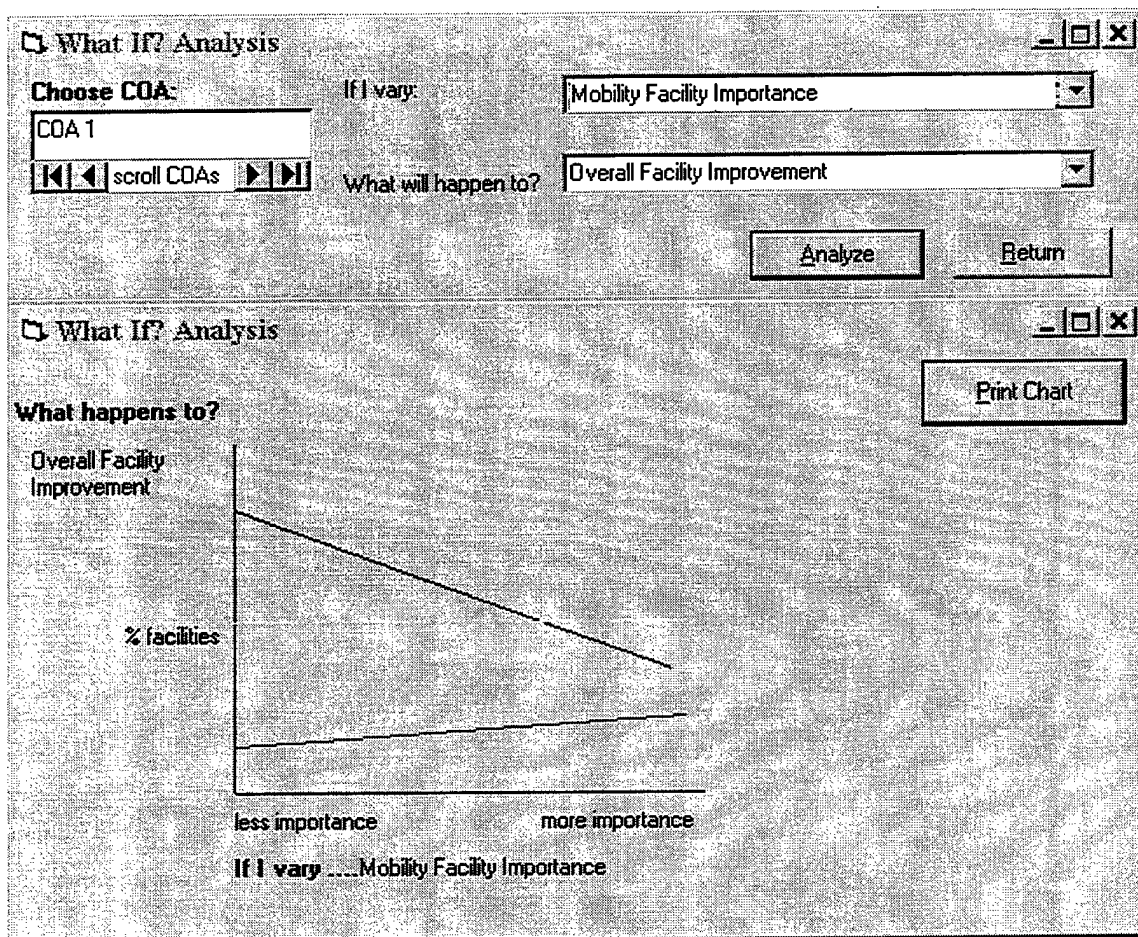 What If? Analysis
Choose COA:
If I vary:
Mobility Facility Importance
COA 1
scroll COAs
What will happen to?
Overall Facility Improvement
Analyze
Return
What If? Analysis
Print Chart
What happens to?
Overall Facility
Improvement
% facilities
less importance
more importance
If I vary ....Mobility Facility Importance